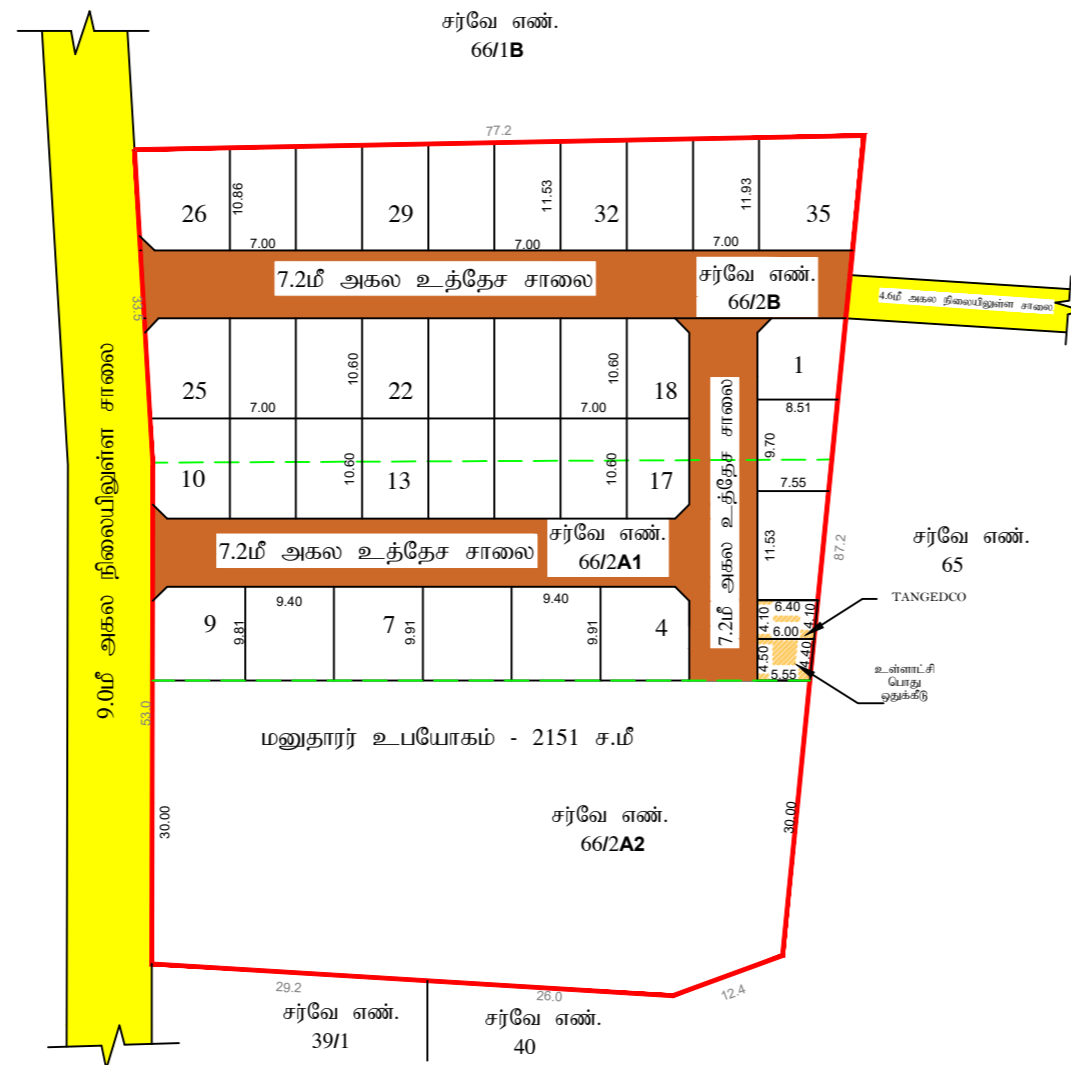 சர்வே எண்.
66/1B
77.2
26
10.86
7.00
29
7.00
11.53
32
7.00
11.93
35
7.2மீ அகல உத்தேச சாலை
சர்வே எண்.
66/2B
4.6மீ அகல நிலையிலுள்ள சாலை
33.5
9.0மீ அகல நிலையிலுள்ள சாலை
25
7.00
10.60
22
7.00
10.60
18
1
8.51
9.70
7.55
11.53
7.2மீ அகல உத்தேச சாலை
10
10.60
13
10.60
17
7.2மீ அகல உத்தேச சாலை
சர்வே எண்.
66/2A1
87.2
சர்வே எண்.
65
TANGEDCO
9
9.81
9.40
7
9.91
9.40
9.91
4
4.10
6.40
4.10
6.00
4.50
4.40
5.55
உள்ளாட்சி
பொது
ஒதுக்கீடு
53.0
மனுதாரர் உபயோகம் - 2151 ச.மீ
30.00
30.00
சர்வே எண்.
66/2A2
29.2
26.0
12.4
சர்வே எண்.
39/1
சர்வே எண்.
40